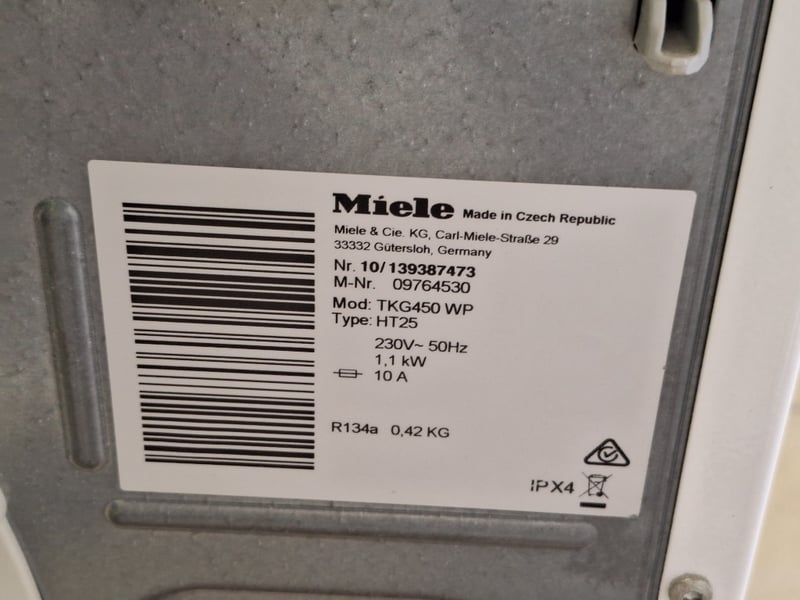 Miele Made in Czech Republic
Miele & Cie. KG, Carl-Miele-Straße 29
33332 Gütersloh, Germany
Nr. 10/139387473
M-Nr. 09764530
Mod: TKG450 WP
Type: HT25
230V~ 50Hz
1,1 kW
10 A
R134a 0,42 KG
IPX4